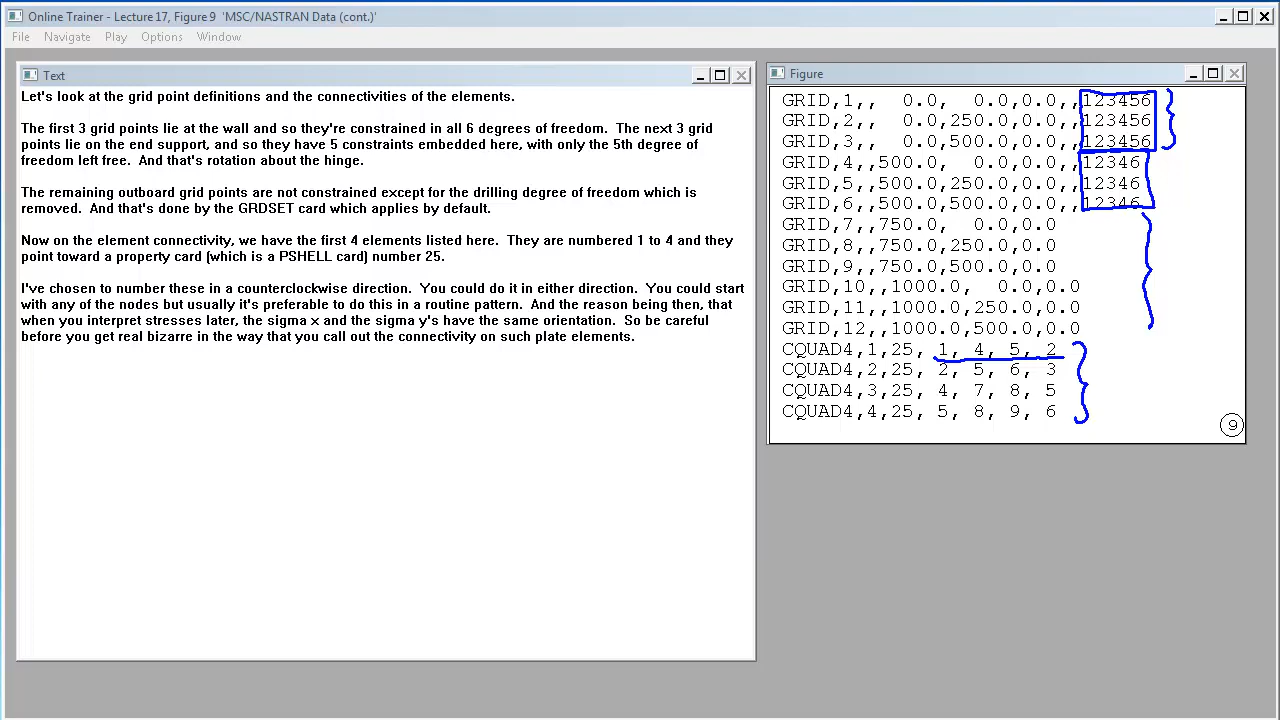 Online Trainer - Lecture 17, Figure 9  'MSC/NASTRAN Data (cont.)'
File Navigate Play Options Window
Text
Let's look at the grid point definitions and the connectivities of the elements.
The first 3 grid points lie at the wall and so they're constrained in all 6 degrees of freedom.  The next 3 grid
points lie on the end support, and so they have 5 constraints embedded here, with only the 5th degree of
freedom left free.  And that's rotation about the hinge.
The remaining outboard grid points are not constrained except for the drilling degree of freedom which is
removed.  And that's done by the GRDSET card which applies by default.
Now on the element connectivity, we have the first 4 elements listed here.  They are numbered 1 to 4 and they
point toward a property card (which is a PSHELL card) number 25.
I've chosen to number these in a counterclockwise direction.  You could do it in either direction.  You could start
with any of the nodes but usually it's preferable to do this in a routine pattern.  And the reason being then, that
when you interpret stresses later, the sigma x and the sigma y's have the same orientation.  So be careful
before you get real bizarre in the way that you call out the connectivity on such plate elements.
Figure
GRID,1,,  0.0,  0.0,0.0,,123456
GRID,2,,  0.0,250.0,0.0,,123456
GRID,3,,  0.0,500.0,0.0,,123456
GRID,4,,500.0,  0.0,0.0,,12346
GRID,5,,500.0,250.0,0.0,,12346
GRID,6,,500.0,500.0,0.0,,12346
GRID,7,,750.0,  0.0,0.0
GRID,8,,750.0,250.0,0.0
GRID,9,,750.0,500.0,0.0
GRID,10,,1000.0,  0.0,0.0
GRID,11,,1000.0,250.0,0.0
GRID,12,,1000.0,500.0,0.0
CQUAD4,1,25, 1, 4, 5, 2
CQUAD4,2,25, 2, 5, 6, 3
CQUAD4,3,25, 4, 7, 8, 5
CQUAD4,4,25, 5, 8, 9, 6
9